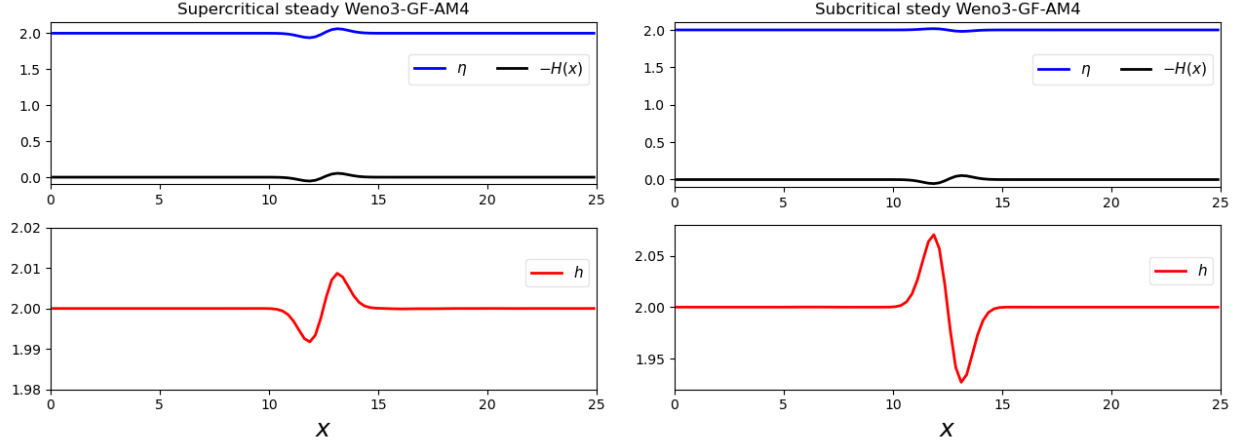 Supercritical steady Weno3-GF-AM4
2.0
1.5
1.0
0.5
0.0
η
−H(x)
0 5 10 15 20 25
2.02
2.01
2.00
1.99
1.98
h
0 5 10 15 20 25
x
Subcritical stedy Weno3-GF-AM4
2.0
1.5
1.0
0.5
0.0
η
−H(x)
0 5 10 15 20 25
2.05
2.00
1.95
h
0 5 10 15 20 25
x